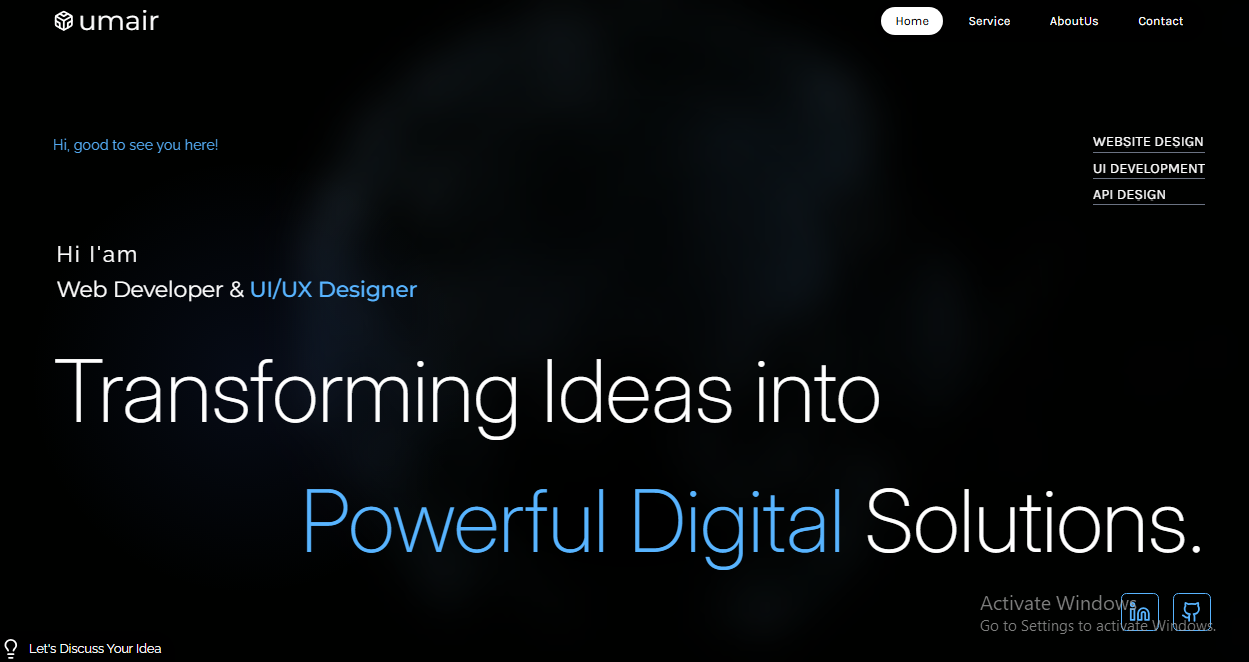 umair
Home Service AboutUs Contact
Hi, good to see you here!
WEBSITE DESIGN
UI DEVELOPMENT
API DESIGN
Hi I'am
Web Developer & UI/UX Designer
Transforming Ideas into
Powerful Digital Solutions.
Activate Windows
in
Go to Settings to activate Windows.
Let's Discuss Your Idea